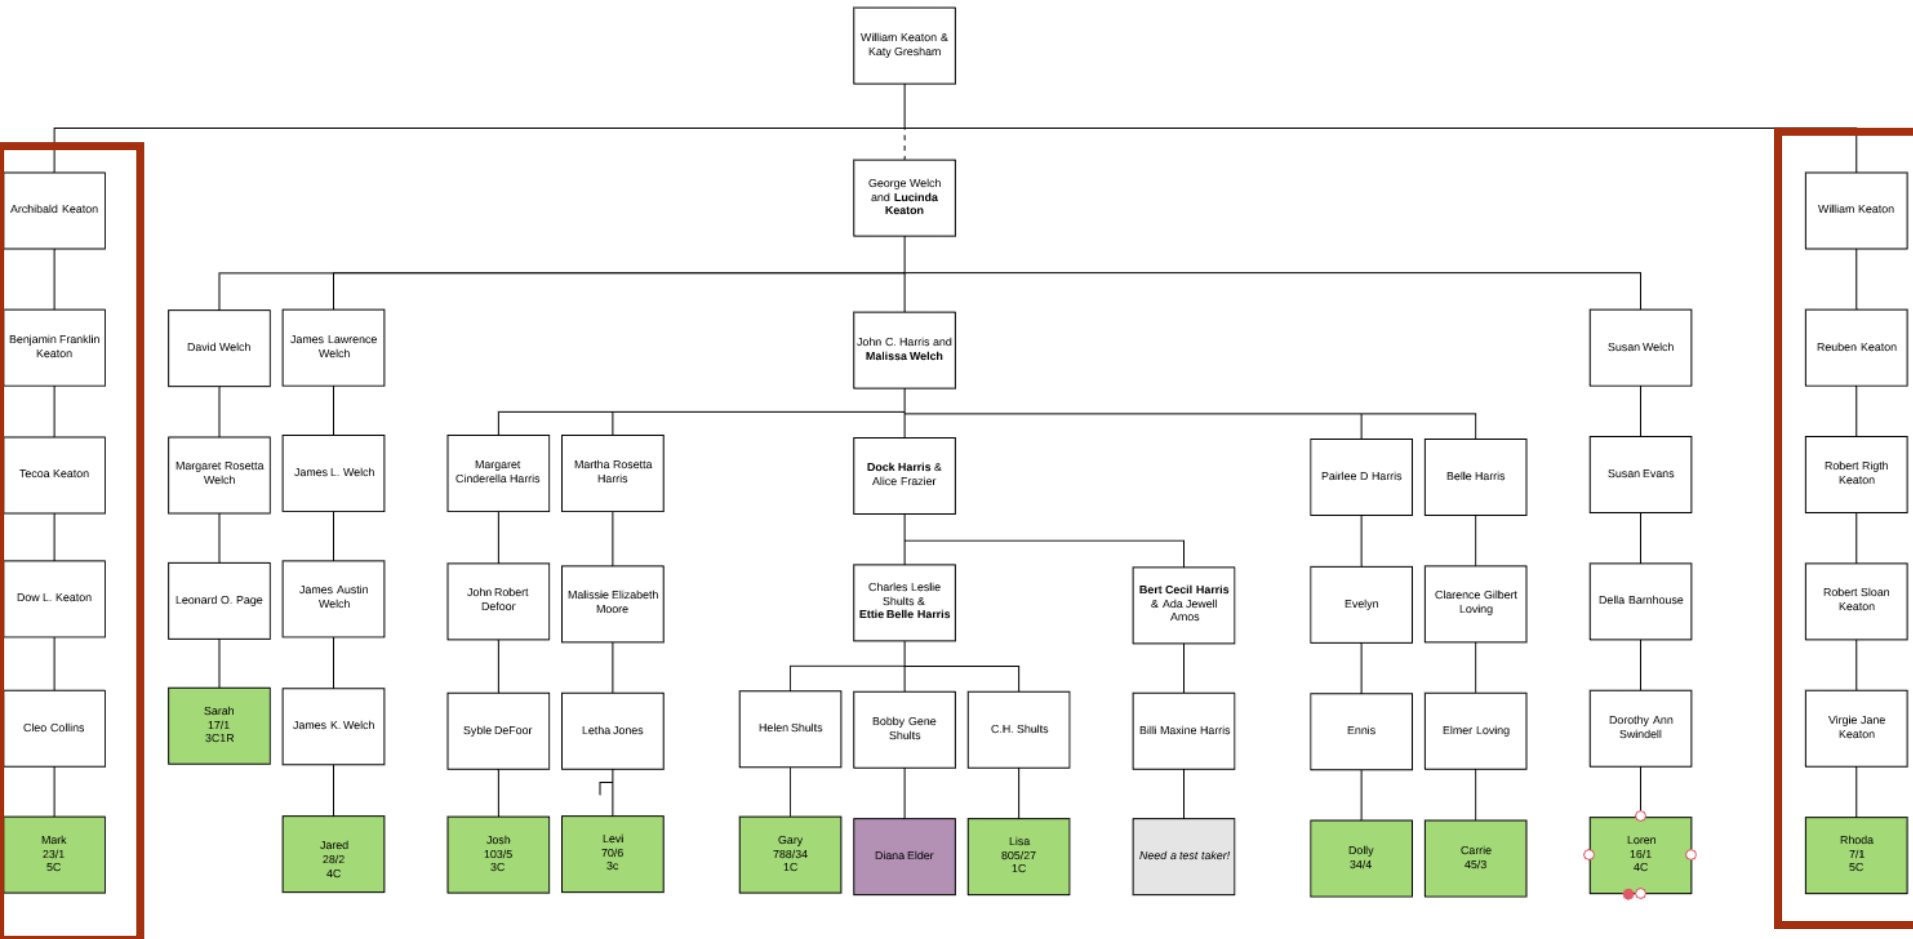 William Keaton &
Katy Gresham
George Welch
and Lucinda
Keaton
Archibald Keaton
William Keaton
Benjamin Franklin
Keaton
David Welch
James Lawrence
Welch
John C. Harris and
Malissa Welch
Susan Welch
Reuben Keaton
Tecoa Keaton
Margaret Rosetta
Welch
James L. Welch
Margaret
Cinderella Harris
Martha Rosetta
Harris
Dock Harris &
Alice Frazier
Pairlee D Harris
Belle Harris
Susan Evans
Robert Rigth
Keaton
Dow L. Keaton
Leonard O. Page
James Austin
Welch
John Robert
Defoor
Malissie Elizabeth
Moore
Charles Leslie
Shults &
Ettie Belle Harris
Bert Cecil Harris
& Ada Jewell
Amos
Evelyn
Clarence Gilbert
Loving
Della Barnhouse
Robert Sloan
Keaton
Cleo Collins
Sarah
17/1
3C1R
James K. Welch
Syble DeFoor
Letha Jones
Helen Shults
Bobby Gene
Shults
C.H. Shults
Billi Maxine Harris
Ennis
Elmer Loving
Dorothy Ann
Swindell
Virgie Jane
Keaton
Mark
23/1
5C
Jared
28/2
4C
Josh
103/5
3C
Levi
70/6
3c
Gary
788/34
1C
Diana Elder
Lisa
805/27
1C
Need a test taker!
Dolly
34/4
Carrie
45/3
Loren
16/1
4C
Rhoda
7/1
5C